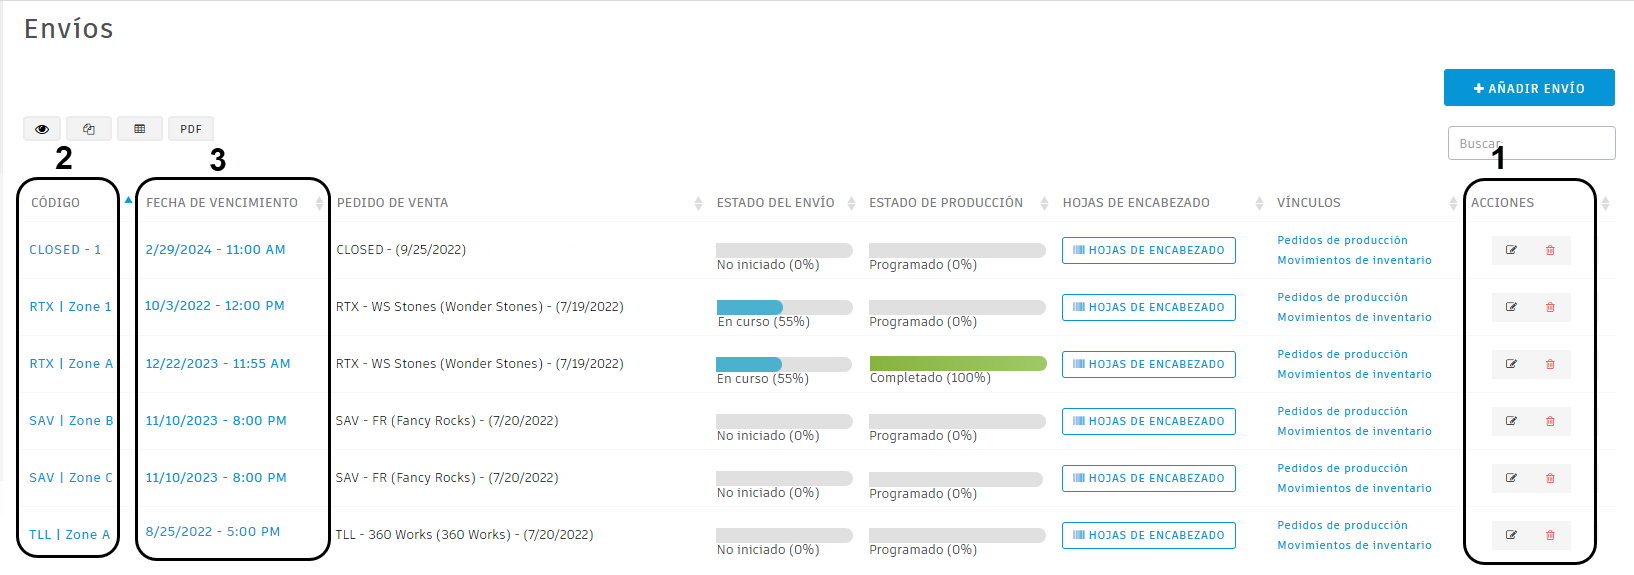 Envíos
AÑADIR ENVÍO
PDF
Buscar:
2
3
1
CÓDIGO FECHA DE VENCIMIENTO PEDIDO DE VENTA ESTADO DEL ENVÍO ESTADO DE PRODUCCIÓN HOJAS DE ENCABEZADO VÍNCULOS ACCIONES
CLOSED - 1 2/29/2024 - 11:00 AM CLOSED - (9/25/2022) No iniciado (0%) Programado (0%) HOJAS DE ENCABEZADO Pedidos de producción
Movimientos de inventario
RTX | Zone 1 10/3/2022 - 12:00 PM RTX - WS Stones (Wonder Stones) - (7/19/2022) En curso (55%) Programado (0%) HOJAS DE ENCABEZADO Pedidos de producción
Movimientos de inventario
RTX | Zone A 12/22/2023 - 11:55 AM RTX - WS Stones (Wonder Stones) - (7/19/2022) En curso (55%) Completado (100%) HOJAS DE ENCABEZADO Pedidos de producción
Movimientos de inventario
SAV | Zone B 11/10/2023 - 8:00 PM SAV - FR (Fancy Rocks) - (7/20/2022) No iniciado (0%) Programado (0%) HOJAS DE ENCABEZADO Pedidos de producción
Movimientos de inventario
SAV | Zone C 11/10/2023 - 8:00 PM SAV - FR (Fancy Rocks) - (7/20/2022) No iniciado (0%) Programado (0%) HOJAS DE ENCABEZADO Pedidos de producción
Movimientos de inventario
TLL | Zone A 8/25/2022 - 5:00 PM TLL - 360 Works (360 Works) - (7/20/2022) No iniciado (0%) Programado (0%) HOJAS DE ENCABEZADO Pedidos de producción
Movimientos de inventario